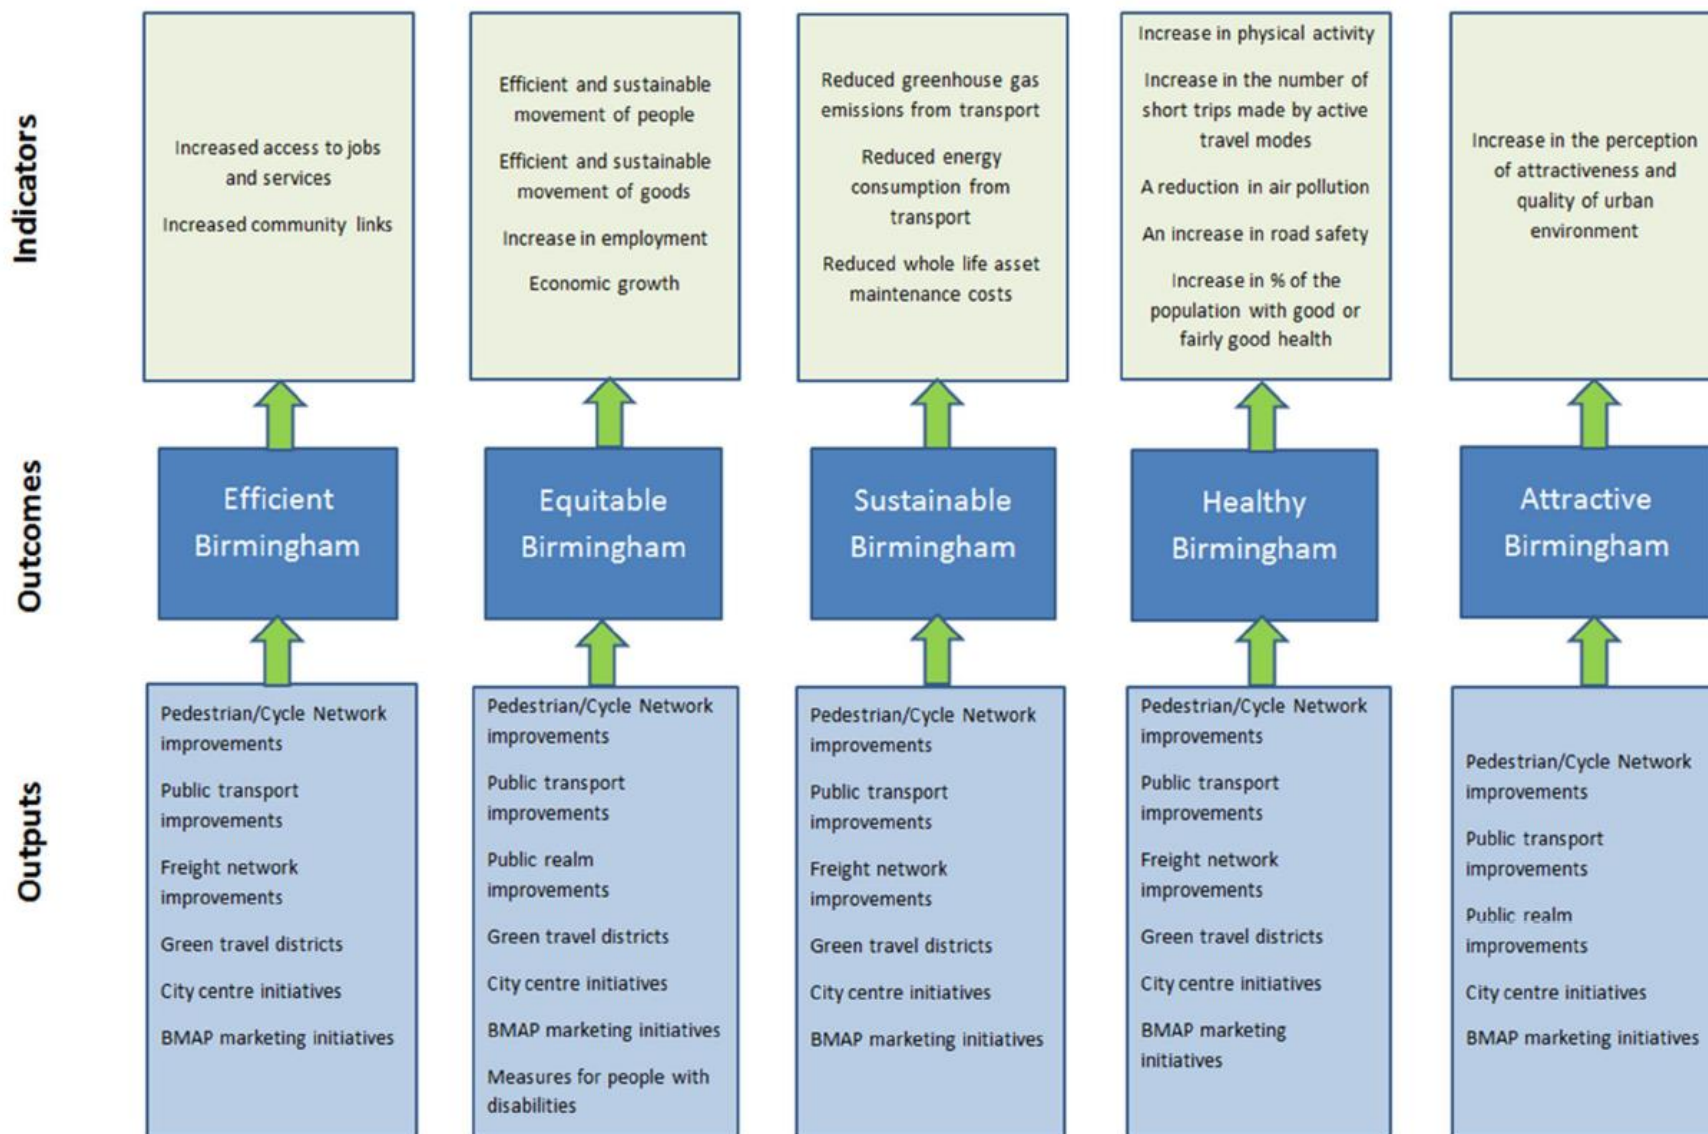 Indicators
Increased access to jobs
and services
Increased community links
Efficient and sustainable
movement of people
Efficient and sustainable
movement of goods
Increase in employment
Economic growth
Reduced greenhouse gas
emissions from transport
Reduced energy
consumption from
transport
Reduced whole life asset
maintenance costs
Increase in physical activity
Increase in the number of
short trips made by active
travel modes
A reduction in air pollution
An increase in road safety
Increase in % of the
population with good or
fairly good health
Increase in the perception
of attractiveness and
quality of urban
environment
Outcomes
Efficient
Birmingham
Equitable
Birmingham
Sustainable
Birmingham
Healthy
Birmingham
Attractive
Birmingham
Outputs
Pedestrian/Cycle Network
improvements
Public transport
improvements
Freight network
improvements
Green travel districts
City centre initiatives
BMAP marketing initiatives
Pedestrian/Cycle Network
improvements
Public transport
improvements
Public realm
improvements
Green travel districts
City centre initiatives
BMAP marketing initiatives
Measures for people with
disabilities
Pedestrian/Cycle Network
improvements
Public transport
improvements
Freight network
improvements
Green travel districts
City centre initiatives
BMAP marketing initiatives
Pedestrian/Cycle Network
improvements
Public transport
improvements
Freight network
improvements
Green travel districts
City centre initiatives
BMAP marketing
initiatives
Pedestrian/Cycle Network
improvements
Public transport
improvements
Public realm
improvements
City centre initiatives
BMAP marketing initiatives